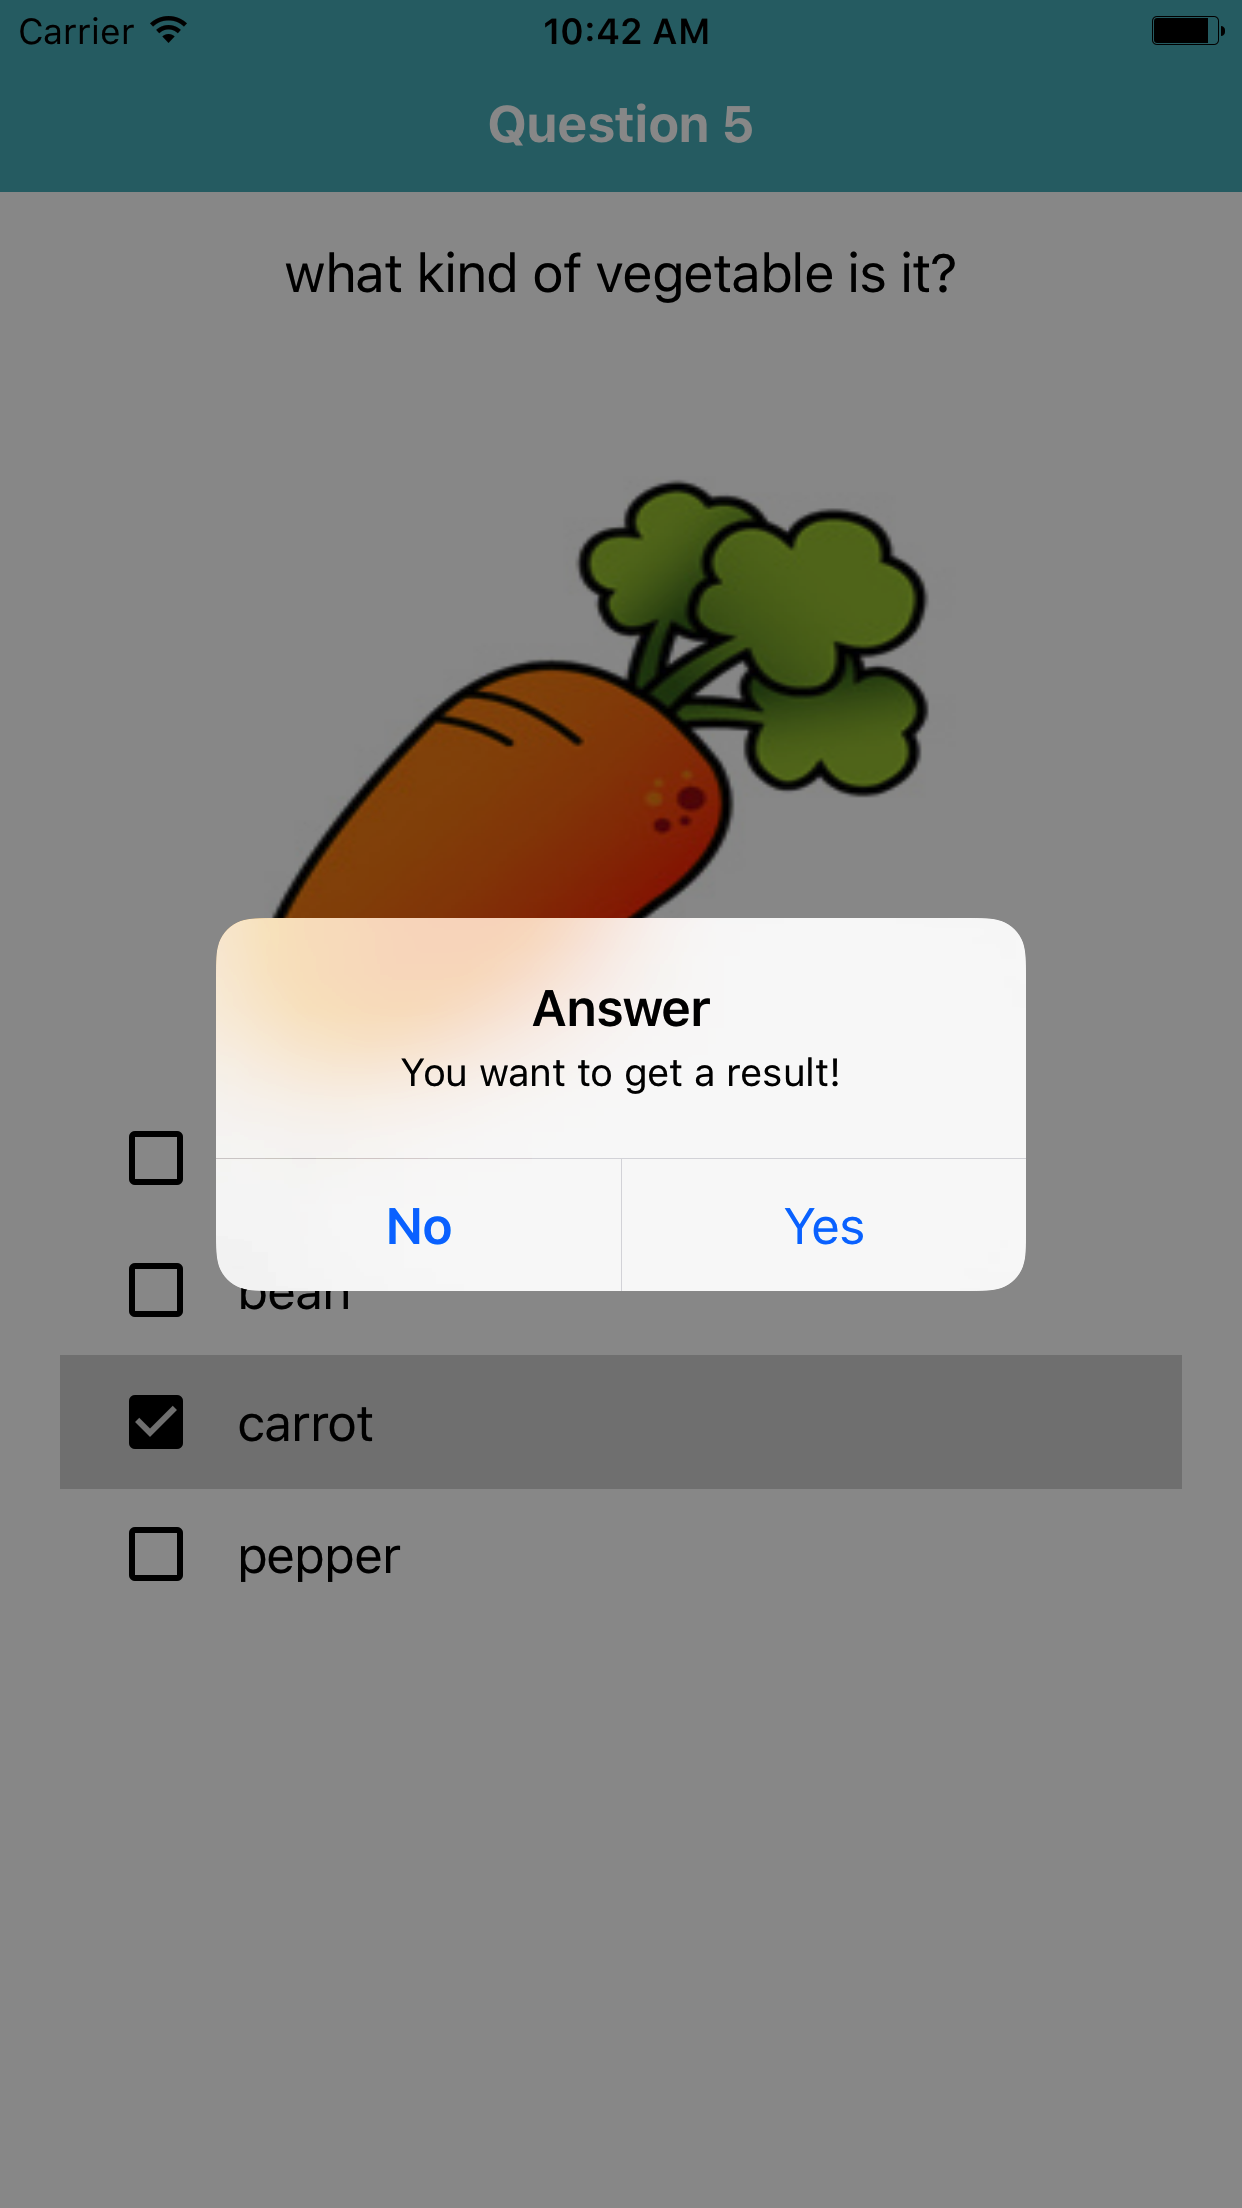 Carrier 10:42 AM
Question 5
what kind of vegetable is it?
Answer
You want to get a result!
No Yes
bean
carrot
pepper